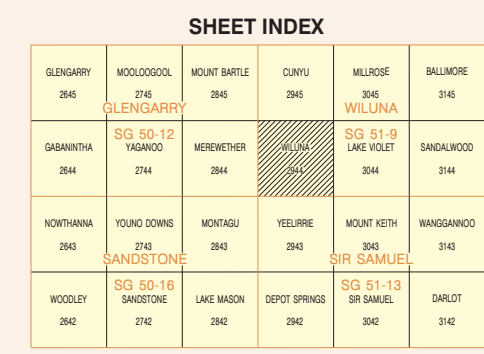 SHEET INDEX
GLENGARRY MOOLOOGOOL MOUNT BARTLE CUNYU MILLROSE BALLIMORE
2645 2745 2845 2945 3045 3145
GLENGARRY WILUNA
SG 50-12 SG 51-9
GABANINTHA YAGANOO MEREWETHER WILUNA LAKE VIOLET SANDALWOOD
2644 2744 2844 2944 3044 3144
NOWTHANNA YOUNO DOWNS MONTAGU YEELIRRIE MOUNT KEITH WANGGANNOO
2643 2743 2843 2943 3043 3143
SANDSTONE SIR SAMUEL
SG 50-16 SG 51-13
WOODLEY SANDSTONE LAKE MASON DEPOT SPRINGS SIR SAMUEL DARLOT
2642 2742 2842 2942 3042 3142